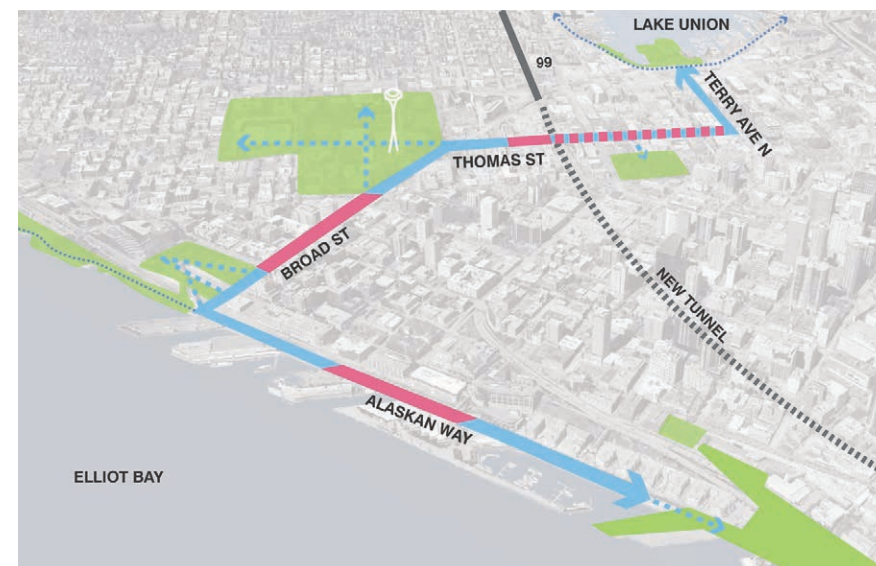 LAKE UNION
99
TERRY AVE N
THOMAS ST
BROAD ST
NEW TUNNEL
ALASKAN WAY
ELLIOT BAY